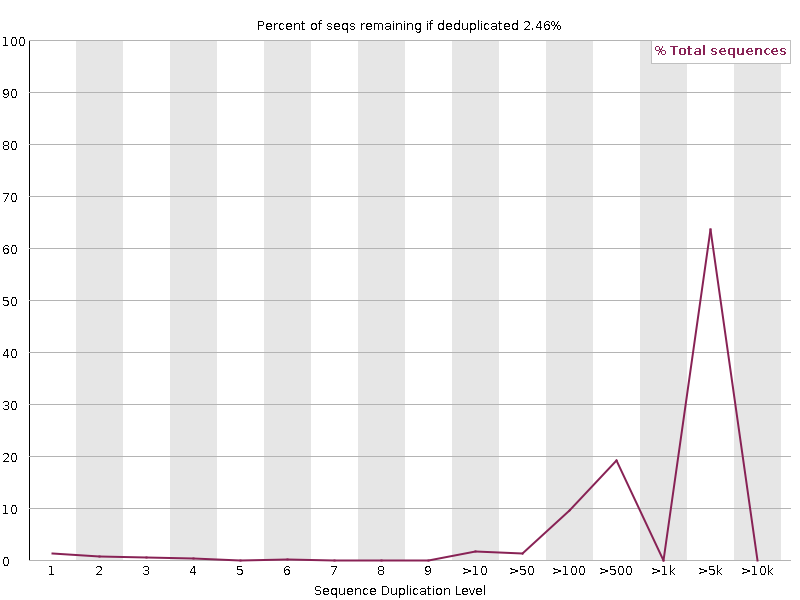 Percent of seqs remaining if deduplicated 2.46%
% Total sequences
100
90
80
70
60
50
40
30
20
10
0
1 2 3 4 5 6 7 8 9 >10 >50 >100 >500 >1k >5k >10k
Sequence Duplication Level